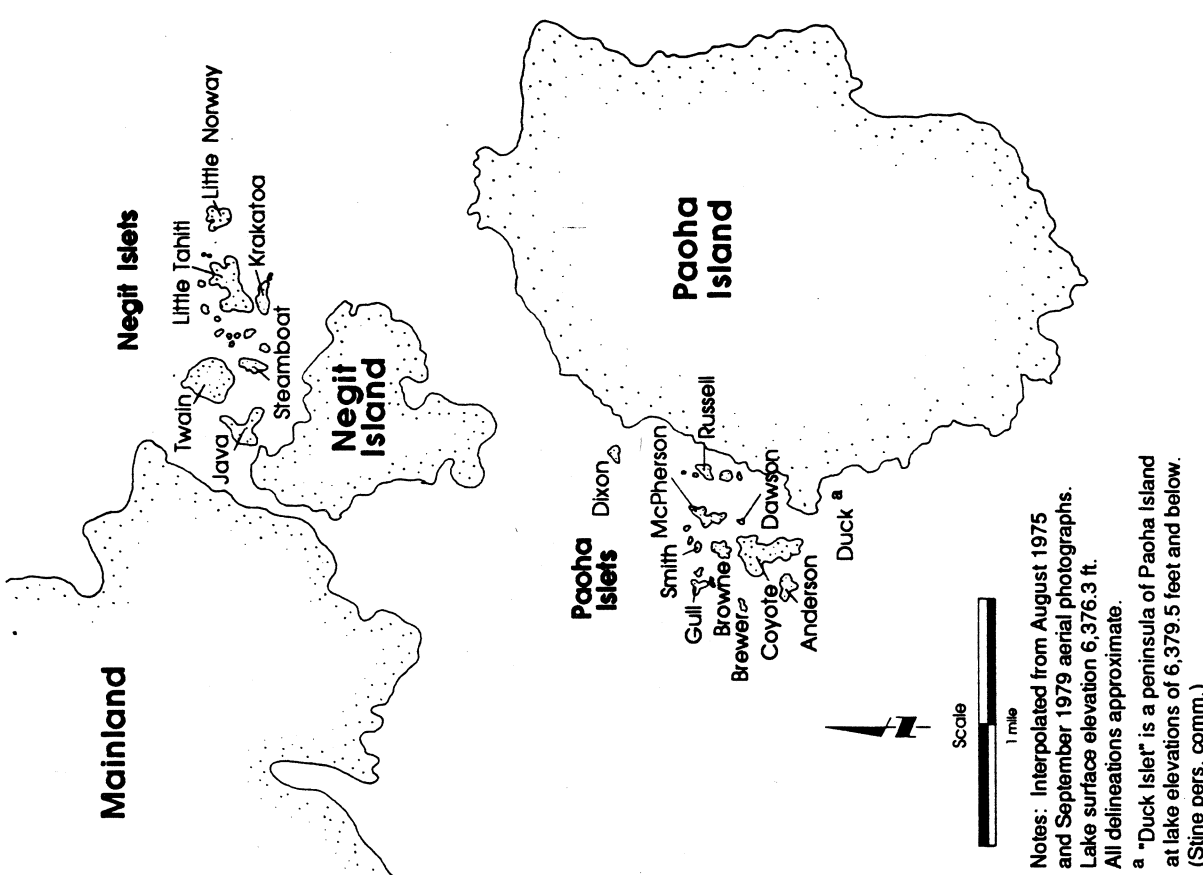 Negit Islets
Little Tahiti
Little Norway
Krakatoa
Twain
Java
Steamboat
Negit
Island
Mainland
Paoha
Island
Paoha
Islets
Dixon
McPherson
Russell
Smith
Gull
Browne
Brewer
Coyote
Anderson
Dawson
Duck a
Scale
1 mile
N
Notes: Interpolated from August 1975
and September 1979 aerial photographs.
Lake surface elevation 6,376.3 ft.
All delineations approximate.
a "Duck Islet" is a peninsula of Paoha Island
at lake elevations of 6,379.5 feet and below.
(Stine pers. comm.)